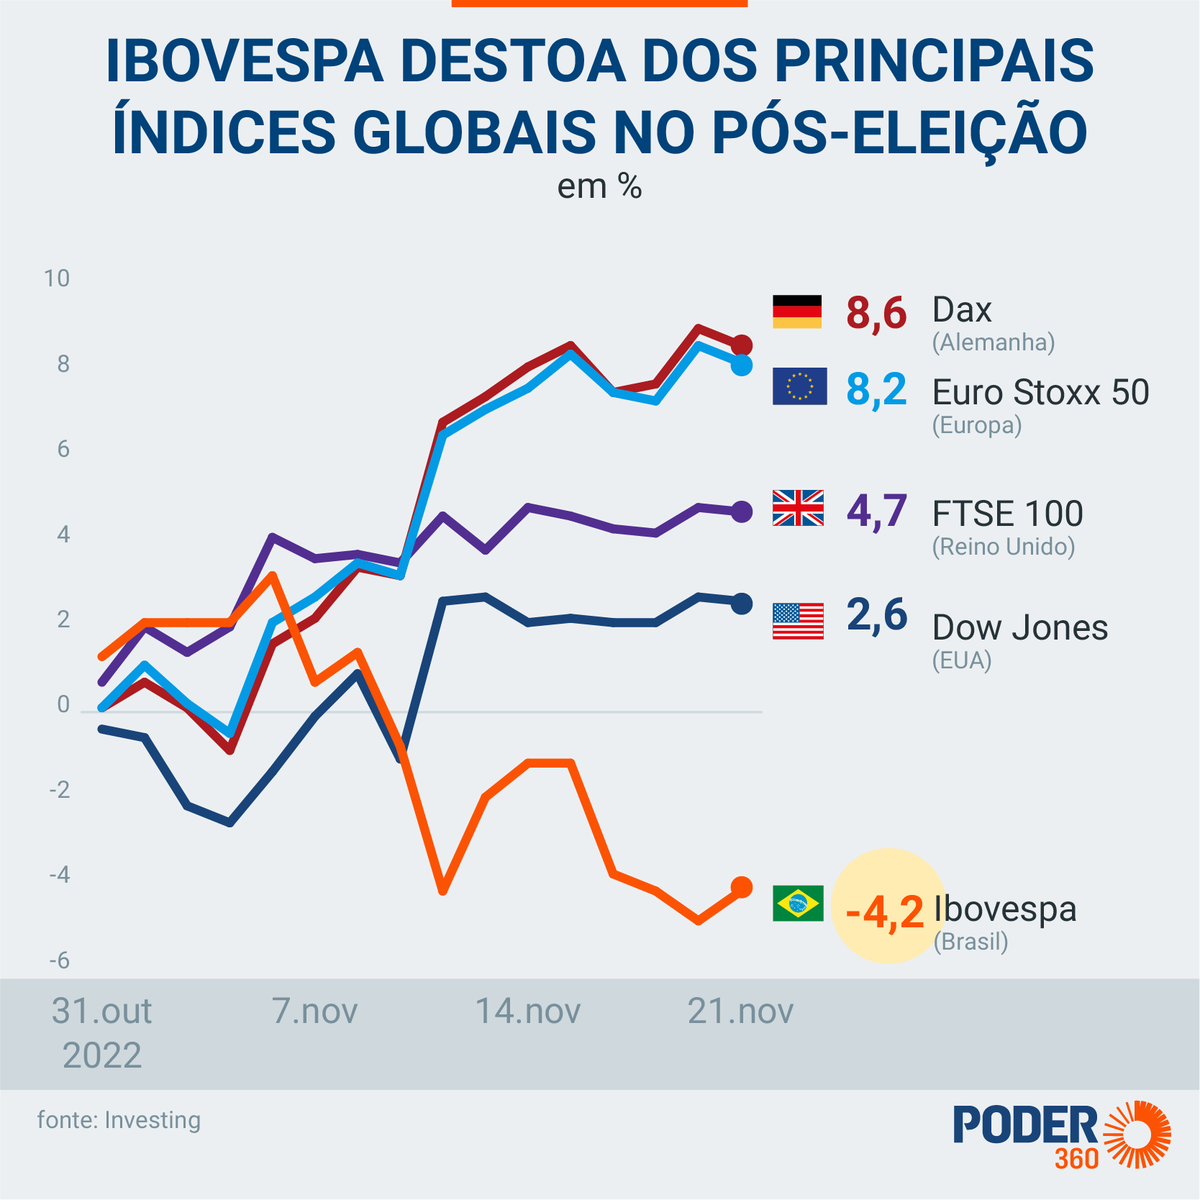 IBOVESPA DESTOA DOS PRINCIPAIS
ÍNDICES GLOBAIS NO PÓS-ELEIÇÃO
em %
10
8
6
4
2
0
-2
-4
-6
8,6 Dax
(Alemanha)
8,2 Euro Stoxx 50
(Europa)
4,7 FTSE 100
(Reino Unido)
2,6 Dow Jones
(EUA)
-4,2 Ibovespa
(Brasil)
31.out 7.nov 14.nov 21.nov
2022
fonte: Investing
PODER
360